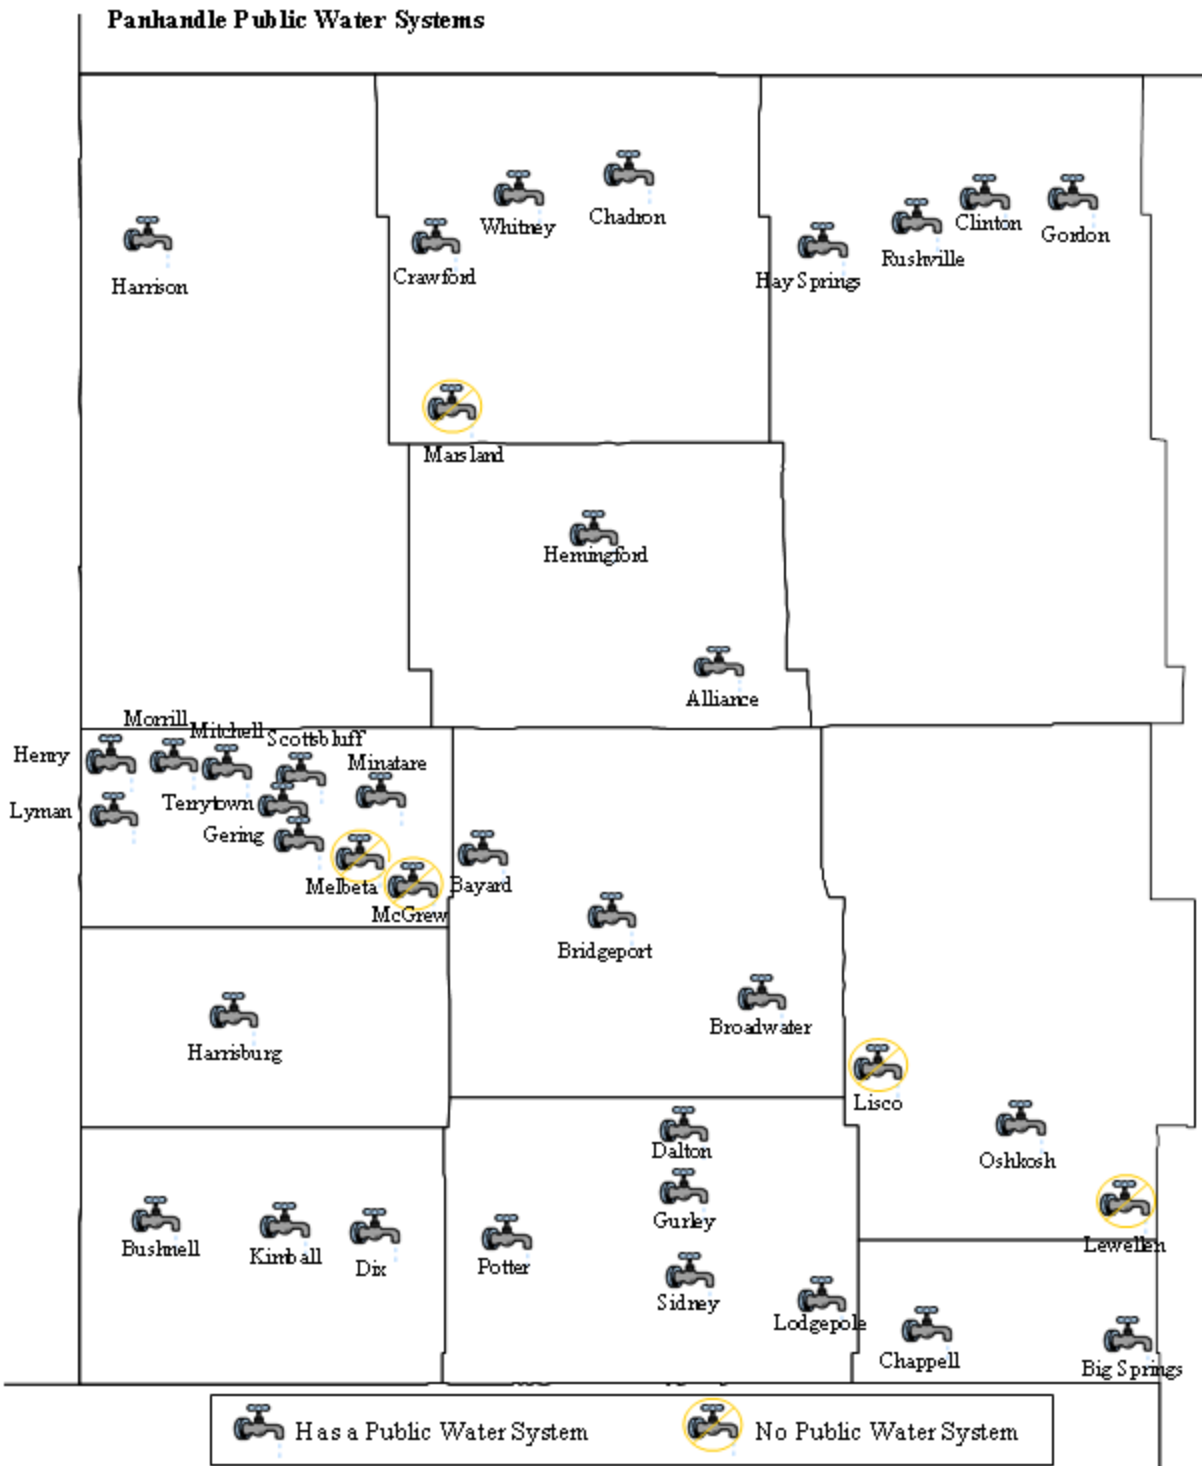 Panhandle Public Water Systems
Whitney
Chadron
Clinton
Gordon
Rushville
Crawford
Hay Springs
Harrison
Marsland
Hemingford
Alliance
Morrill
Mitchell
Scottsbluff
Henry
Minatare
Lyman
Terrytown
Gering
Melbeta
Bayard
McGrew
Bridgeport
Broadwater
Harrisburg
Lisco
Dalton
Oshkosh
Gurley
Bushnell
Kimball
Dix
Potter
Lewellen
Sidney
Lodgepole
Chappell
Big Springs
Has a Public Water System
No Public Water System